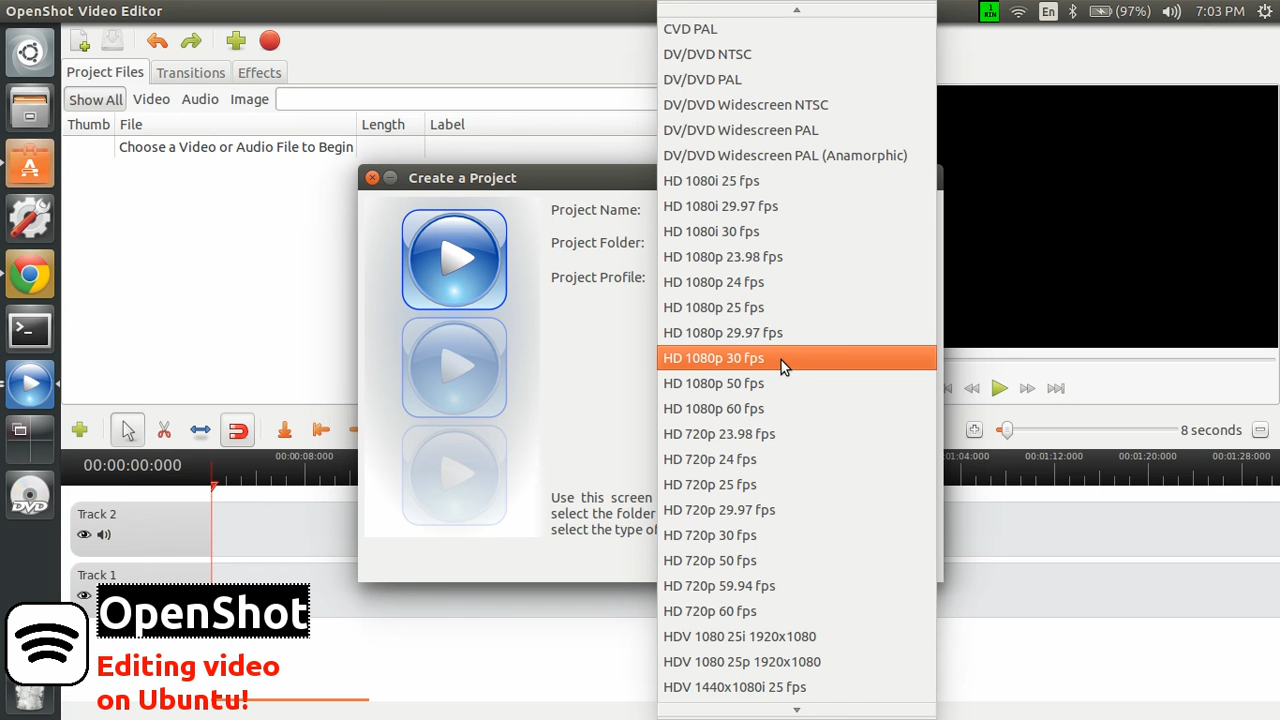 OpenShot Video Editor
1
KIN
En
(97%)
7:03 PM
Project Files
Transitions
Effects
Show All
Video
Audio
Image
Thumb
File
Length
Label
Choose a Video or Audio File to Begin
Create a Project
Project Name:
Project Folder:
Project Profile:
Use this screen
select the folder
select the type of
CVD PAL
DV/DVD NTSC
DV/DVD PAL
DV/DVD Widescreen NTSC
DV/DVD Widescreen PAL
DV/DVD Widescreen PAL (Anamorphic)
HD 1080i 25 fps
HD 1080i 29.97 fps
HD 1080i 30 fps
HD 1080p 23.98 fps
HD 1080p 24 fps
HD 1080p 25 fps
HD 1080p 29.97 fps
HD 1080p 30 fps
HD 1080p 50 fps
HD 1080p 60 fps
HD 720p 23.98 fps
HD 720p 24 fps
HD 720p 25 fps
HD 720p 29.97 fps
HD 720p 30 fps
HD 720p 50 fps
HD 720p 59.94 fps
HD 720p 60 fps
HDV 1080 25i 1920x1080
HDV 1080 25p 1920x1080
HDV 1440x1080i 25 fps
8 seconds
00:00:00:000
00:00:08:000
01:04:000
00:01:12:000
00:01:20:000
00:01:28:000
Track 2
Track 1
DVD
OpenShot
Editing video
on Ubuntu!